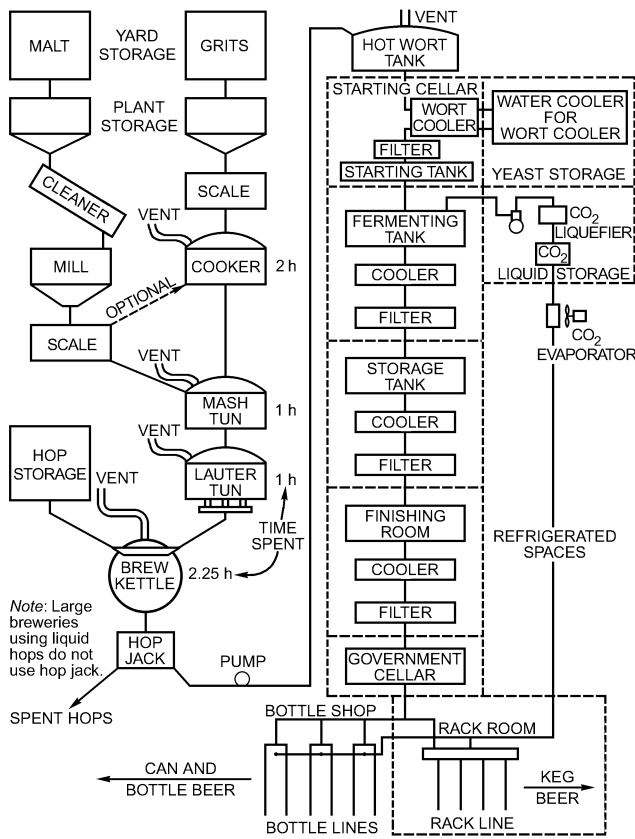 MALT
YARD
STORAGE
GRITS
PLANT
STORAGE
CLEANER
SCALE
VENT
MILL
COOKER
2 h
OPTIONAL
SCALE
VENT
MASH
TUN
1 h
HOP
STORAGE
VENT
VENT
LAUTER
TUN
1 h
TIME
SPENT
BREW
KETTLE
2.25 h
Note: Large
breweries
using liquid
hops do not
use hop jack.
HOP
JACK
PUMP
SPENT HOPS
VENT
HOT WORT
TANK
STARTING CELLAR
WORT
COOLER
WATER COOLER
FOR
WORT COOLER
FILTER
STARTING TANK
YEAST STORAGE
FERMENTING
TANK
CO2
LIQUEFIER
CO2
LIQUID STORAGE
COOLER
FILTER
CO2
EVAPORATOR
STORAGE
TANK
COOLER
FILTER
FINISHING
ROOM
COOLER
FILTER
REFRIGERATED
SPACES
GOVERNMENT
CELLAR
BOTTLE SHOP
RACK ROOM
CAN AND
BOTTLE BEER
KEG
BEER
BOTTLE LINES
RACK LINE